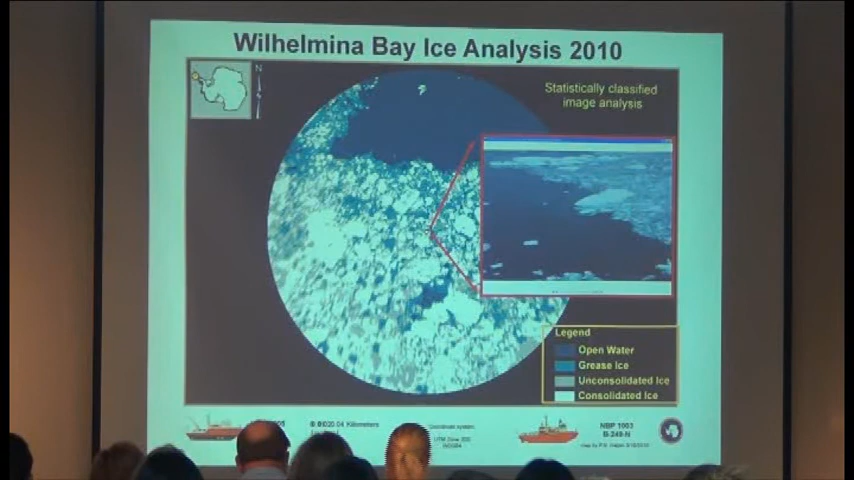 Wilhelmina Bay Ice Analysis 2010
N
Statistically classified
image analysis
Legend
Open Water
Grease Ice
Unconsolidated Ice
Consolidated Ice
Kilometers
NBP 1003
B-248-N